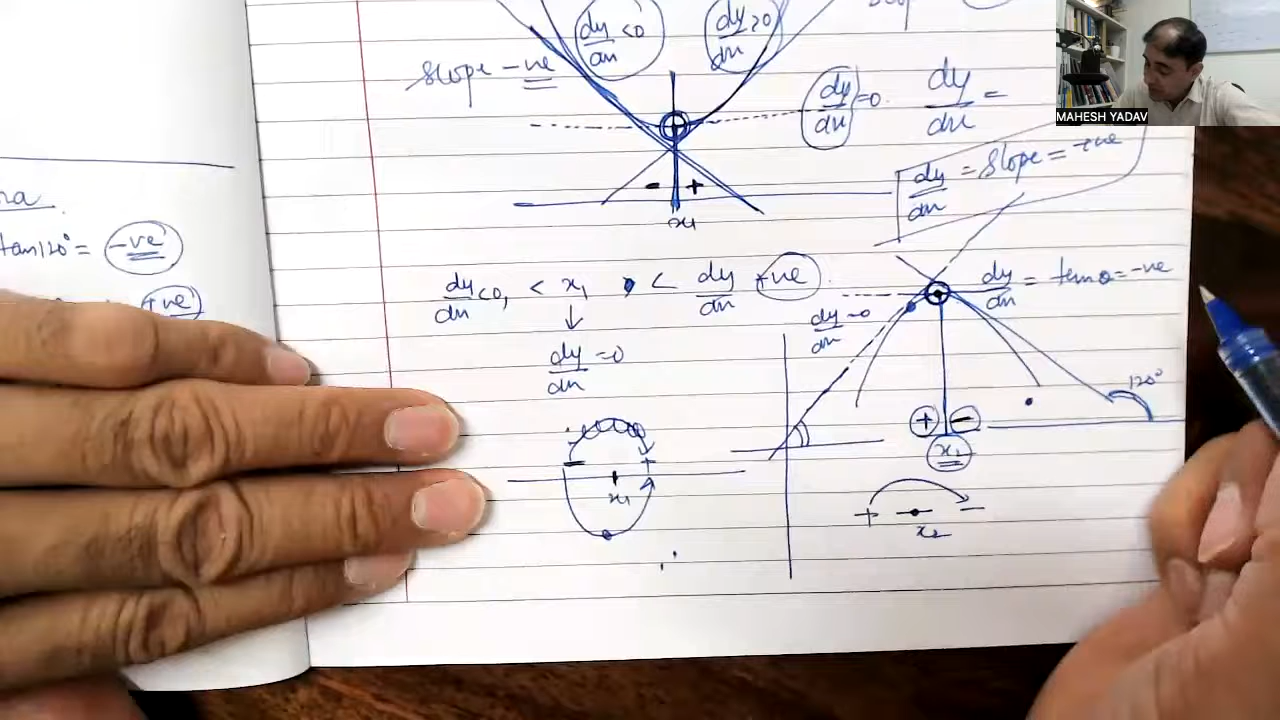 dy/dx <0
dy/dx >0
slope -ve
dy/dx =0.
dy/dx =
MAHESH YADAV
dy/dx = slope = +ve
- +
x1
tan120° = -ve
+ve
dy/dx <0, < x1 < dy/dx +ve
dy/dx = tanθ = -ve
dy/dx =0
dy/dx =0
120°
+ -
x2
- +
x1
+ -
x2